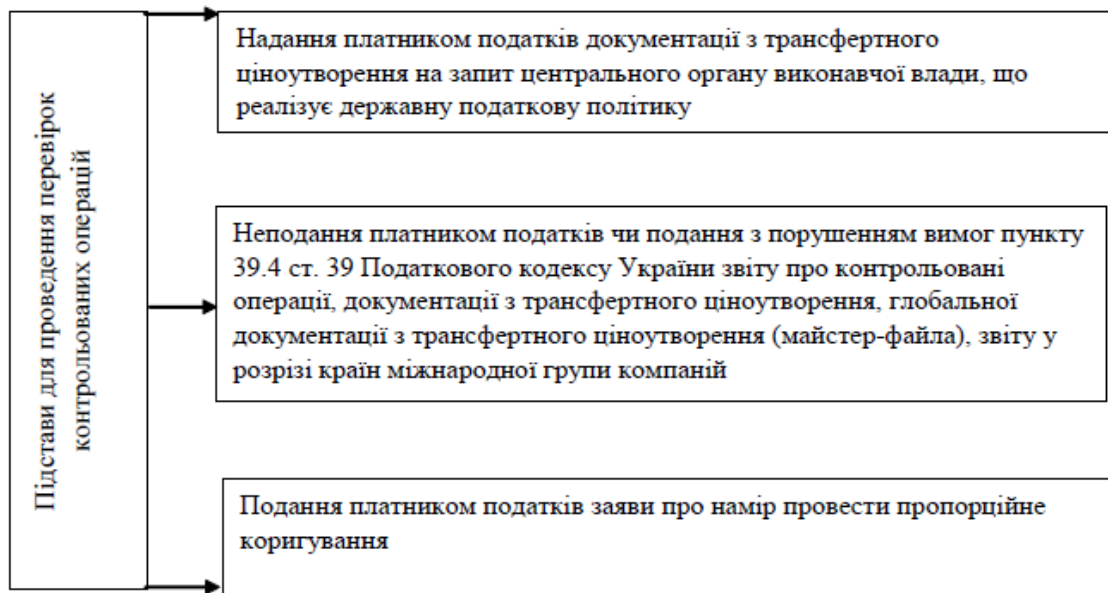 Підстави для проведення перевірок
контрольованих операцій
Надання платником податків документації з трансфертного
ціноутворення на запит центрального органу виконавчої влади, що
реалізує державну податкову політику
Неподання платником податків чи подання з порушенням вимог пункту
39.4 ст. 39 Податкового кодексу України звіту про контрольовані
операції, документації з трансфертного ціноутворення, глобальної
документації з трансфертного ціноутворення (майстер-файла), звіту у
розрізі країн міжнародної групи компаній
Подання платником податків заяви про намір провести пропорційне
коригування